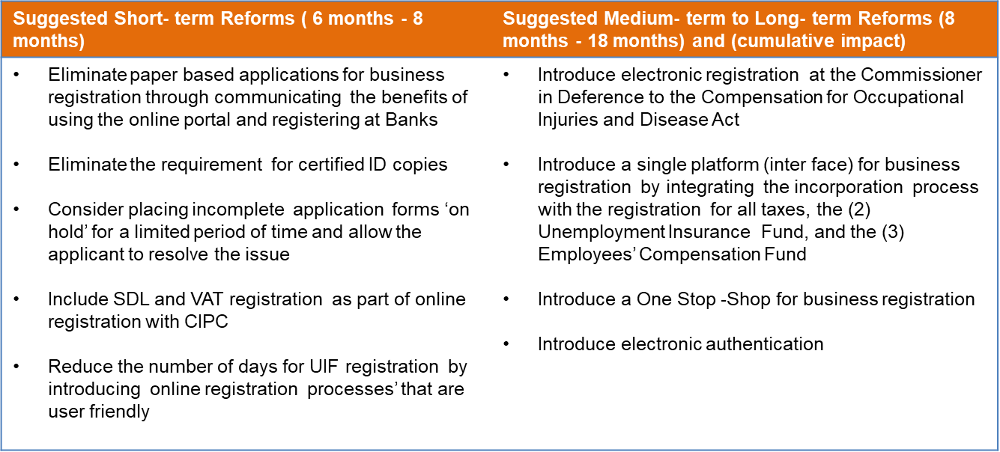 Suggested Short- term Reforms ( 6 months - 8
months)
• Eliminate paper based applications for business
registration through communicating the benefits of
using the online portal and registering at Banks
• Eliminate the requirement for certified ID copies
• Consider placing incomplete application forms ‘on
hold’ for a limited period of time and allow the
applicant to resolve the issue
• Include SDL and VAT registration as part of online
registration with CIPC
• Reduce the number of days for UIF registration by
introducing online registration processes’ that are
user friendly
Suggested Medium- term to Long- term Reforms (8
months - 18 months) and (cumulative impact)
• Introduce electronic registration at the Commissioner
in Deference to the Compensation for Occupational
Injuries and Disease Act
• Introduce a single platform (inter face) for business
registration by integrating the incorporation process
with the registration for all taxes, the (2)
Unemployment Insurance Fund, and the (3)
Employees’ Compensation Fund
• Introduce a One Stop -Shop for business registration
• Introduce electronic authentication